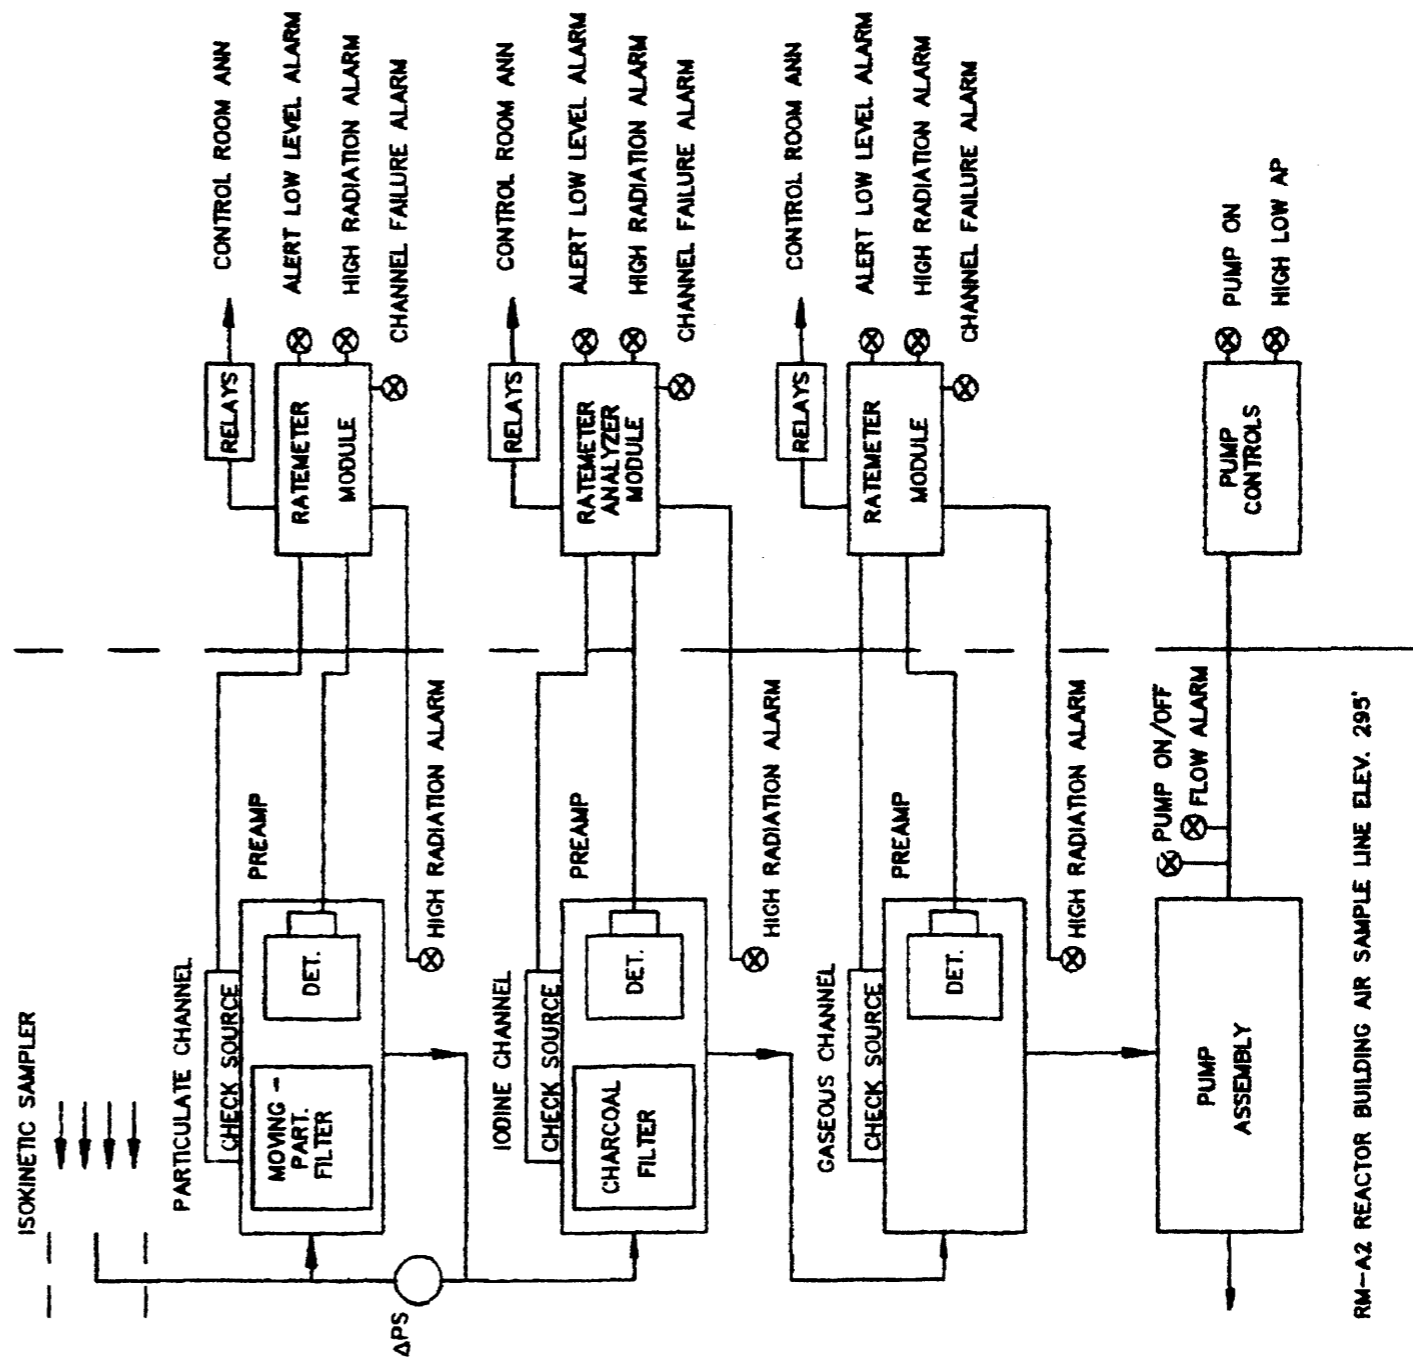 ISOKINETIC SAMPLER
PARTICULATE CHANNEL
CHECK SOURCE
MOVING-
PART.
FILTER
DET.
PREAMP
HIGH RADIATION ALARM
RATEMETER
MODULE
RELAYS
CONTROL ROOM ANN
ALERT LOW LEVEL ALARM
HIGH RADIATION ALARM
CHANNEL FAILURE ALARM
ΔPS
IODINE CHANNEL
CHECK SOURCE
CHARCOAL
FILTER
DET.
PREAMP
HIGH RADIATION ALARM
RATEMETER
ANALYZER
MODULE
RELAYS
CONTROL ROOM ANN
ALERT LOW LEVEL ALARM
HIGH RADIATION ALARM
CHANNEL FAILURE ALARM
GASEOUS CHANNEL
CHECK SOURCE
DET.
PREAMP
HIGH RADIATION ALARM
RATEMETER
MODULE
RELAYS
CONTROL ROOM ANN
ALERT LOW LEVEL ALARM
HIGH RADIATION ALARM
CHANNEL FAILURE ALARM
PUMP
ASSEMBLY
PUMP ON/OFF
FLOW ALARM
PUMP
CONTROLS
PUMP ON
HIGH LOW AP
RM-A2 REACTOR BUILDING AIR SAMPLE LINE ELEV. 295'